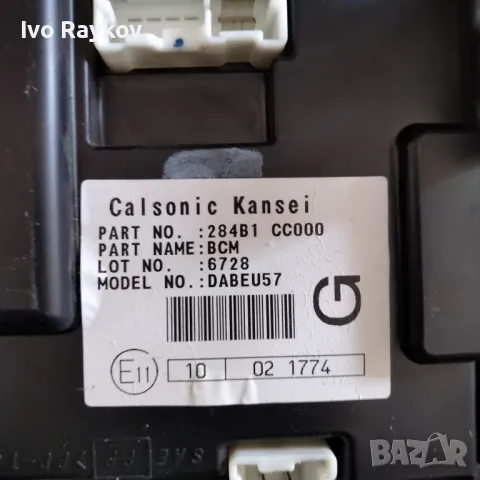 Ivo Raykov
Calsonic Kansei
PART NO. :284B1 CC000
PART NAME:BCM
LOT NO. :6728
MODEL NO.:DABEU57
G
E11 10 02 1774
BAZAR